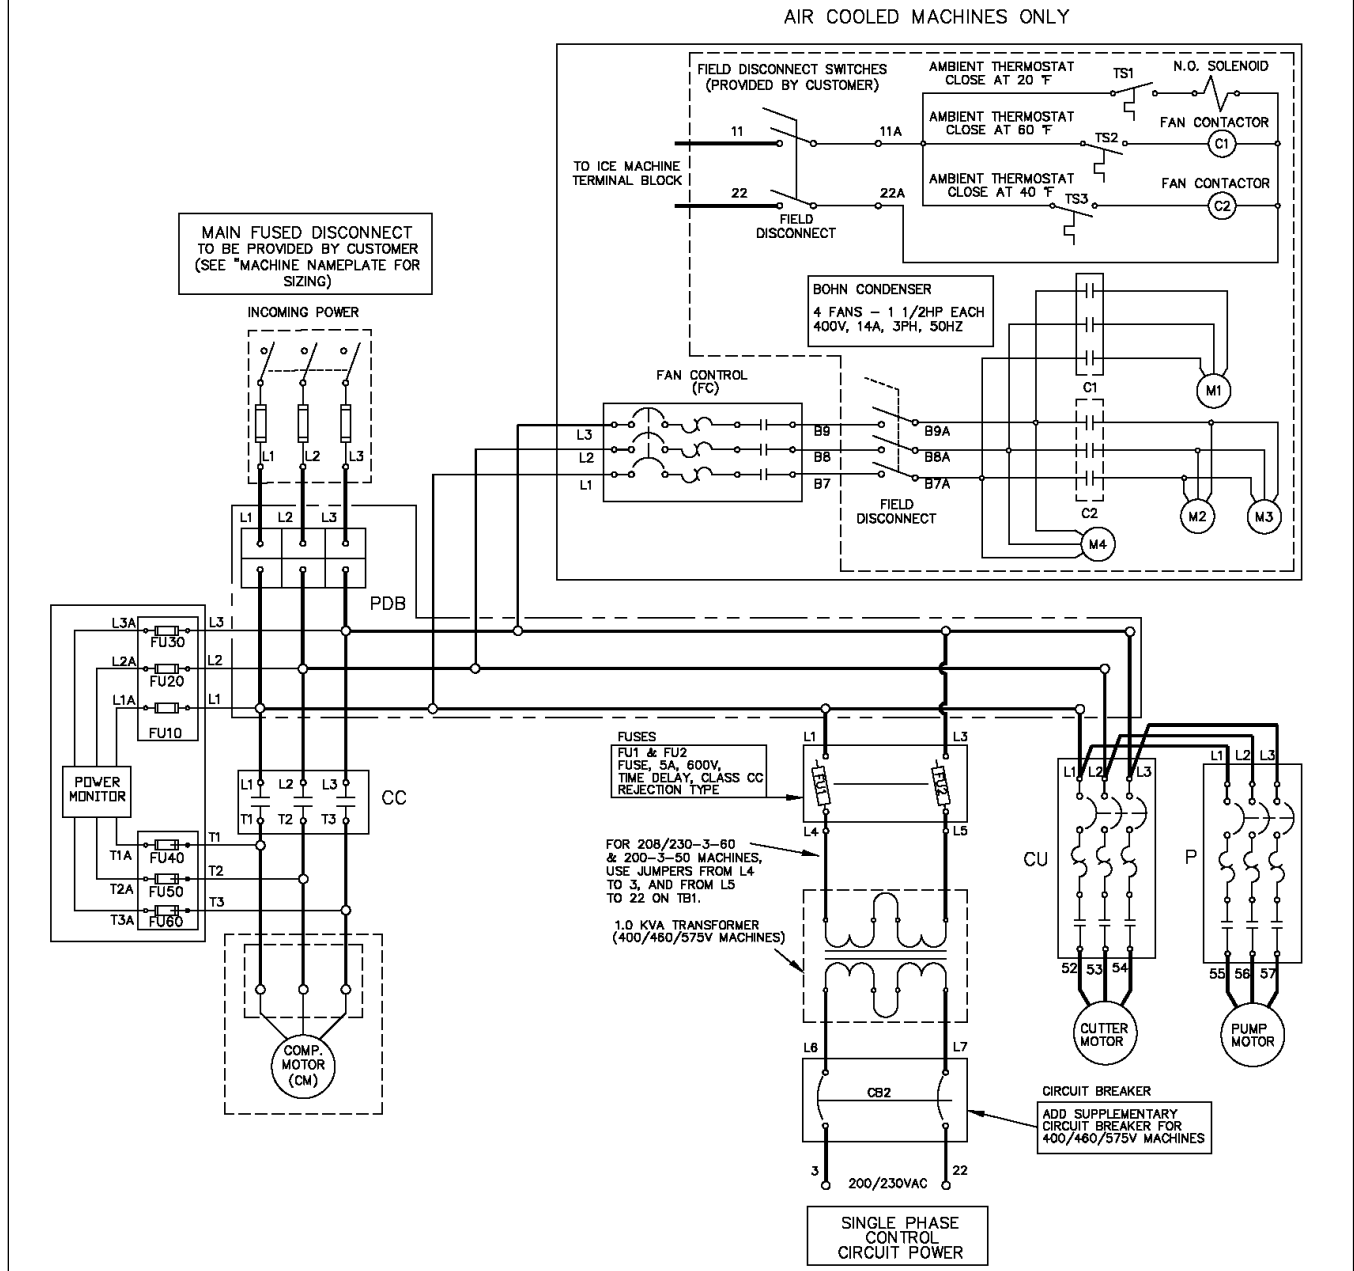 AIR COOLED MACHINES ONLY
FIELD DISCONNECT SWITCHES
(PROVIDED BY CUSTOMER)
AMBIENT THERMOSTAT
CLOSE AT 20 °F
TS1
N.O. SOLENOID
11
11A
AMBIENT THERMOSTAT
CLOSE AT 60 °F
TS2
FAN CONTACTOR
C1
TO ICE MACHINE
TERMINAL BLOCK
22
22A
AMBIENT THERMOSTAT
CLOSE AT 40 °F
TS3
FAN CONTACTOR
C2
FIELD
DISCONNECT
MAIN FUSED DISCONNECT
TO BE PROVIDED BY CUSTOMER
(SEE "MACHINE NAMEPLATE FOR
SIZING)
INCOMING POWER
BOHN CONDENSER
4 FANS - 1 1/2HP EACH
400V, 14A, 3PH, 50HZ
FAN CONTROL
(FC)
C1
M1
L3
L2
L1
B9
B8
B7
B9A
B8A
B7A
FIELD
DISCONNECT
C2
M2
M3
M4
L1
L2
L3
L1
L2
L3
PDB
L3A
FU30
L3
L2A
FU20
L2
L1A
FU10
L1
POWER
MONITOR
L1
L2
L3
CC
T1
T2
T3
T1A
FU40
T1
T2A
FU50
T2
T3A
FU60
T3
COMP.
MOTOR
(CM)
FUSES
FU1 & FU2
FUSE, 5A, 600V,
TIME DELAY, CLASS CC
REJECTION TYPE
L1
L3
FU1
FU2
L4
L5
FOR 208/230-3-60
& 200-3-50 MACHINES,
USE JUMPERS FROM L4
TO 3, AND FROM L5
TO 22 ON TB1.
1.0 KVA TRANSFORMER
(400/460/575V MACHINES)
L6
L7
CB2
CIRCUIT BREAKER
ADD SUPPLEMENTARY
CIRCUIT BREAKER FOR
400/460/575V MACHINES
3
200/230VAC
22
SINGLE PHASE
CONTROL
CIRCUIT POWER
L1
L2
L3
CU
52
53
54
CUTTER
MOTOR
L1
L2
L3
P
55
56
57
PUMP
MOTOR